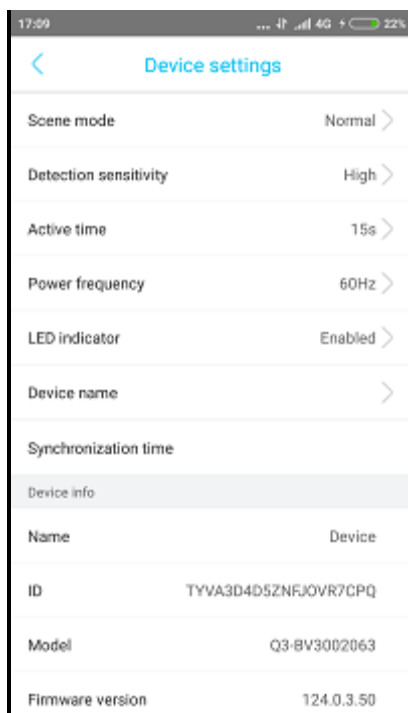 17:09 ... 4G 22%
Device settings
Scene mode Normal
Detection sensitivity High
Active time 15s
Power frequency 60Hz
LED indicator Enabled
Device name
Synchronization time
Device info
Name Device
ID TYVA3D4D5ZNFJOVR7CPQ
Model Q3-BV3002063
Firmware version 124.0.3.50